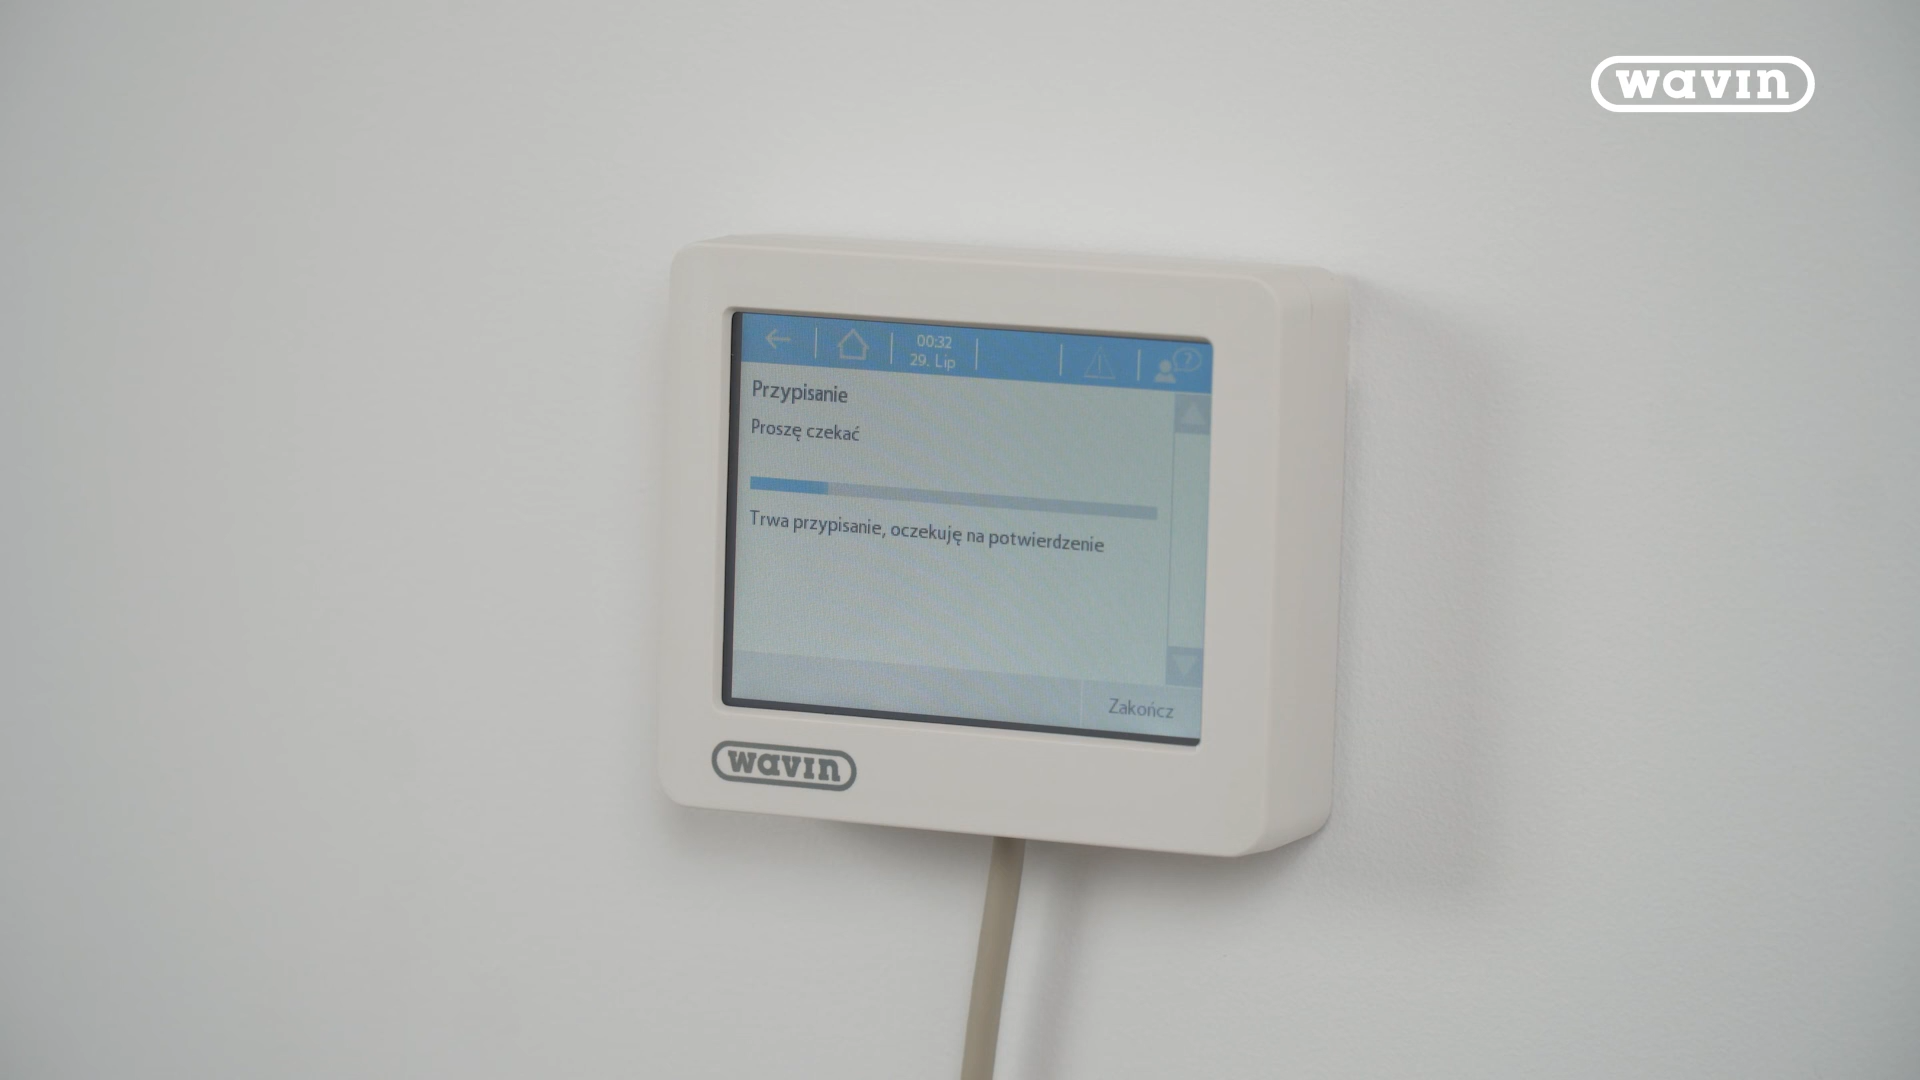 wavin
00:32
29. Lip
?
Przypisanie
Proszę czekać
Trwa przypisanie, oczekuję na potwierdzenie
Zakończ
wavin